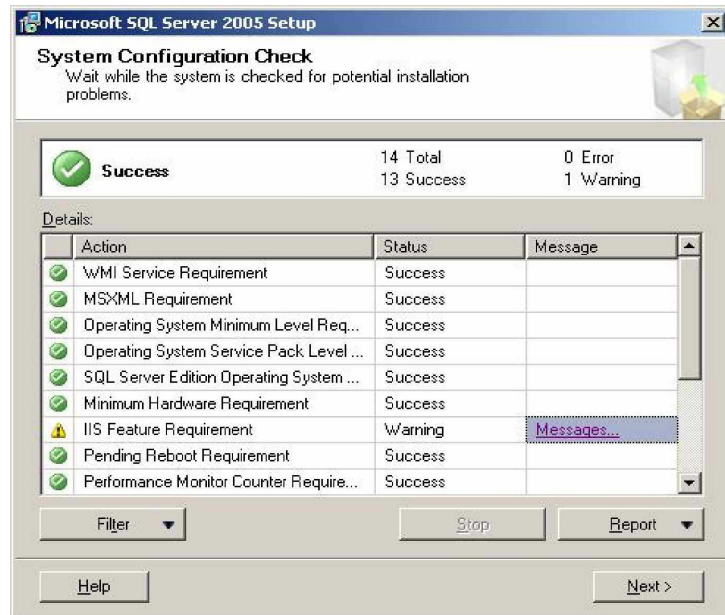 Microsoft SQL Server 2005 Setup
System Configuration Check
Wait while the system is checked for potential installation
problems.
Success 14 Total 0 Error
13 Success 1 Warning
Details:
Action Status Message
WMI Service Requirement Success
MSXML Requirement Success
Operating System Minimum Level Req... Success
Operating System Service Pack Level ... Success
SQL Server Edition Operating System ... Success
Minimum Hardware Requirement Success
IIS Feature Requirement Warning Messages...
Pending Reboot Requirement Success
Performance Monitor Counter Require... Success
Filter Stop Report
Help Next >